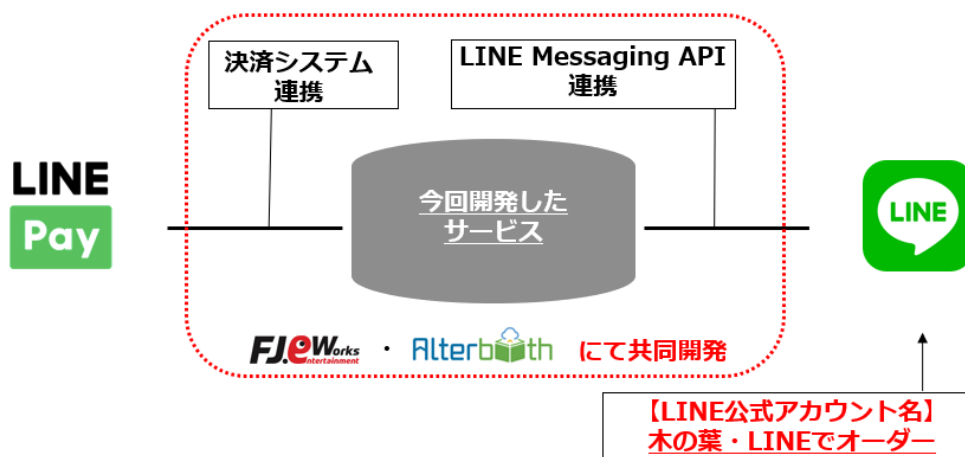 決済システム
連携
LINE Messaging API
連携
LINE
Pay
今回開発した
サービス
LINE
FJ.eWorks
entertainment
・
Alterbooth
にて共同開発
【LINE公式アカウント名】
木の葉・LINEでオーダー